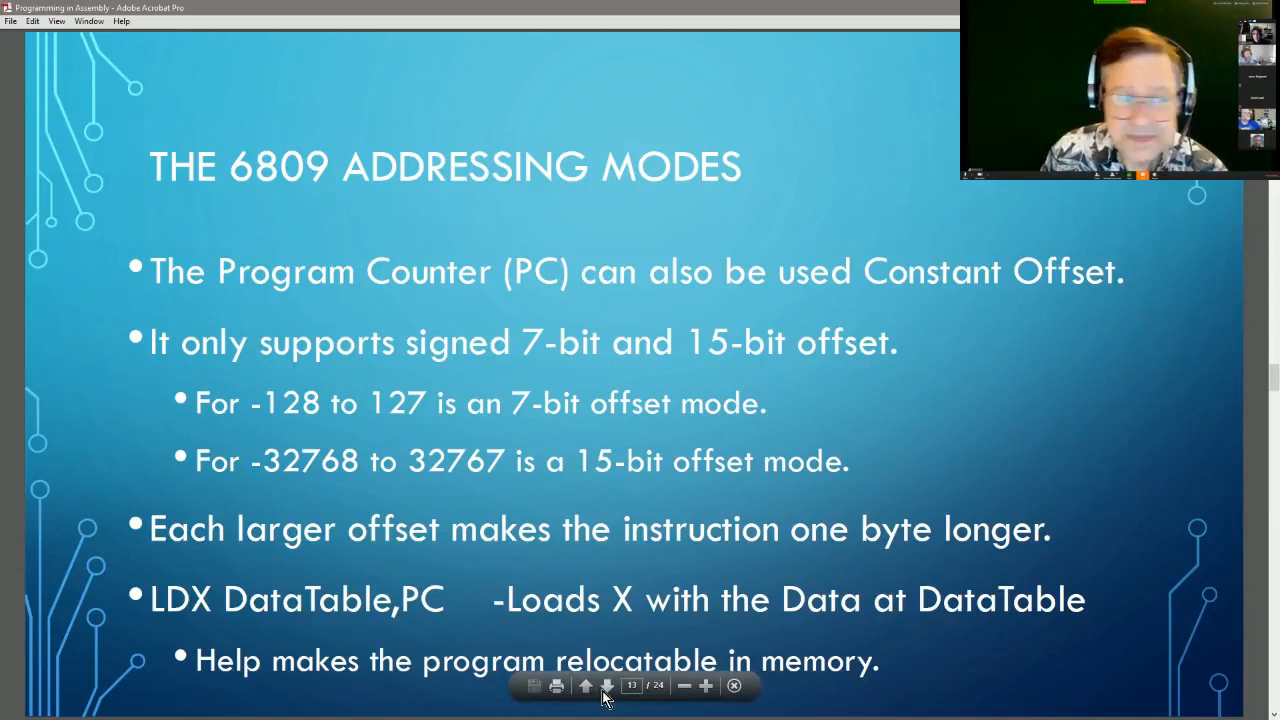 Programming in Assembly - Adobe Acrobat Pro
File Edit View Window Help
THE 6809 ADDRESSING MODES
•The Program Counter (PC) can also be used Constant Offset.
•It only supports signed 7-bit and 15-bit offset.
•For -128 to 127 is an 7-bit offset mode.
•For -32768 to 32767 is a 15-bit offset mode.
•Each larger offset makes the instruction one byte longer.
•LDX DataTable,PC -Loads X with the Data at DataTable
•Help makes the program relocatable in memory.
13 / 24